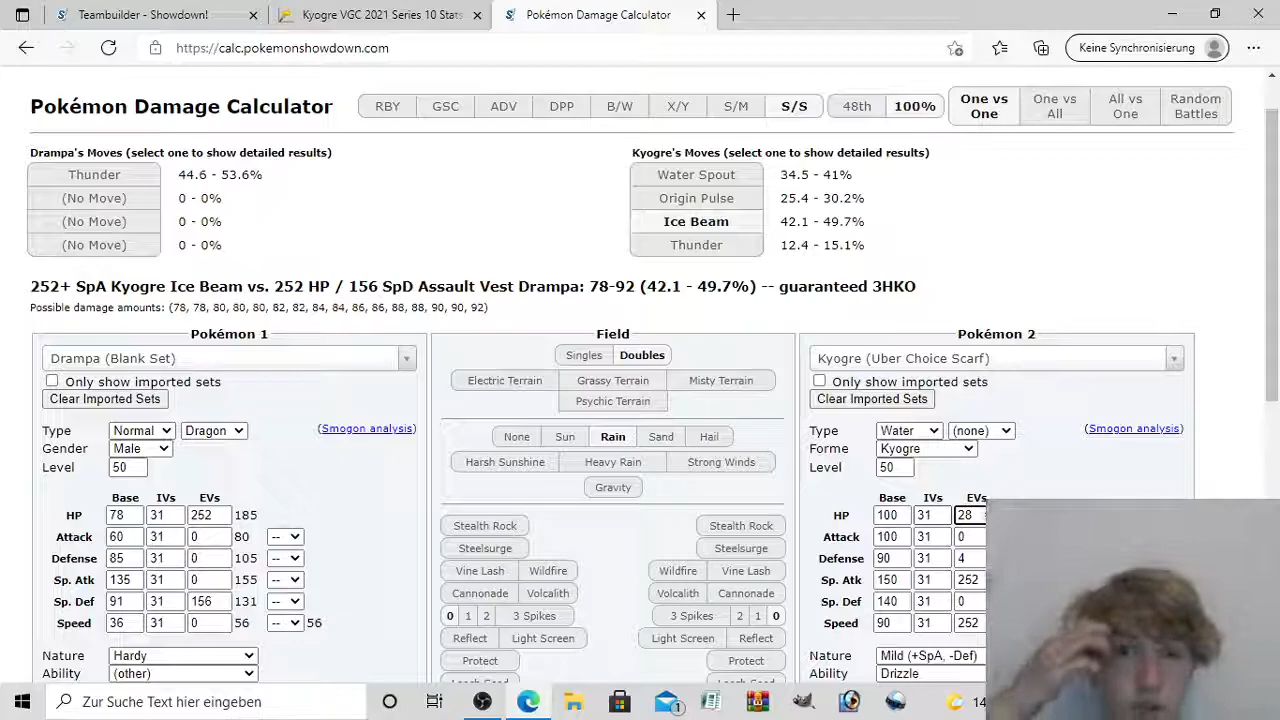 Teambuilder - Showdown! Kyogre VGC 2021 Series 10 Stats Pokémon Damage Calculator
https://calc.pokemonshowdown.com Keine Synchronisierung
Pokémon Damage Calculator RBY GSC ADV DPP B/W X/Y S/M S/S 48th 100% One vs One One vs All All vs One Random Battles
Drampa's Moves (select one to show detailed results) Kyogre's Moves (select one to show detailed results)
Thunder 44.6 - 53.6% Water Spout 34.5 - 41%
(No Move) 0 - 0% Origin Pulse 25.4 - 30.2%
(No Move) 0 - 0% Ice Beam 42.1 - 49.7%
(No Move) 0 - 0% Thunder 12.4 - 15.1%
252+ SpA Kyogre Ice Beam vs. 252 HP / 156 SpD Assault Vest Drampa: 78-92 (42.1 - 49.7%) -- guaranteed 3HKO
Possible damage amounts: (78, 78, 80, 80, 80, 82, 82, 84, 84, 86, 86, 88, 88, 90, 90, 92)
Pokémon 1 Field Pokémon 2
Drampa (Blank Set) Singles Doubles Kyogre (Uber Choice Scarf)
Only show imported sets Electric Terrain Grassy Terrain Misty Terrain Only show imported sets
Clear Imported Sets Psychic Terrain Clear Imported Sets
Type Normal Dragon (Smogon analysis) None Sun Rain Sand Hail Type Water (none) (Smogon analysis)
Gender Male Forme Kyogre
Level 50 Harsh Sunshine Heavy Rain Strong Winds Level 50
Gravity
Base IVs EVs Base IVs EVs
HP 78 31 252 185 HP 100 31 28
Stealth Rock Stealth Rock
Attack 60 31 0 80 -- Attack 100 31 0
Steelsurge Steelsurge
Defense 85 31 0 105 -- Defense 90 31 4
Vine Lash Wildfire Wildfire Vine Lash
Sp. Atk 135 31 0 155 -- Sp. Atk 150 31 252
Cannonade Volcalith Volcalith Cannonade
Sp. Def 91 31 156 131 -- Sp. Def 140 31 0
0 1 2 3 Spikes 3 Spikes 2 1 0
Speed 36 31 0 56 -- 56 Speed 90 31 252
Reflect Light Screen Light Screen Reflect
Nature Hardy Protect Protect Nature Mild (+SpA, -Def)
Ability (other) Ability Drizzle
Zur Suche Text hier eingeben 1 14